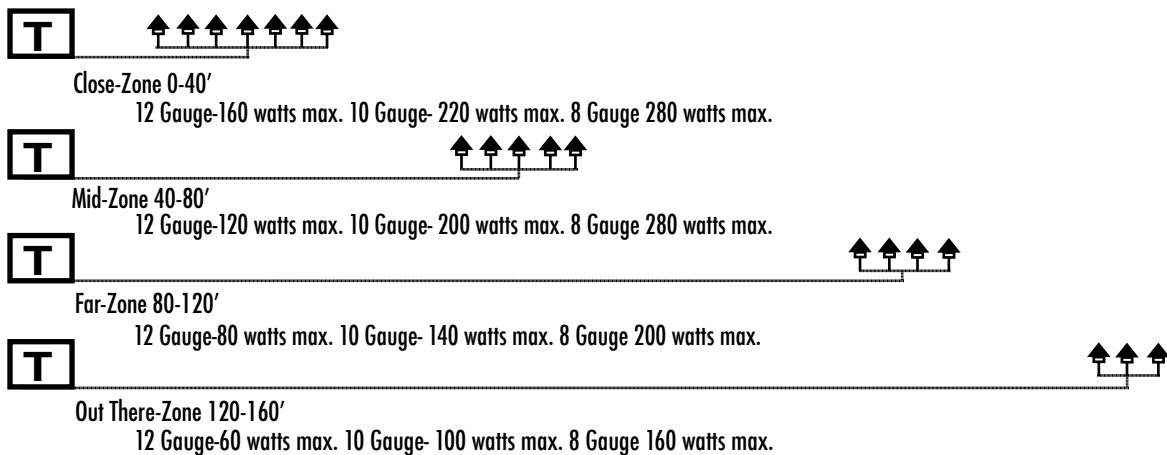 T
Close-Zone 0-40'
12 Gauge-160 watts max. 10 Gauge- 220 watts max. 8 Gauge 280 watts max.
T
Mid-Zone 40-80'
12 Gauge-120 watts max. 10 Gauge- 200 watts max. 8 Gauge 280 watts max.
T
Far-Zone 80-120'
12 Gauge-80 watts max. 10 Gauge- 140 watts max. 8 Gauge 200 watts max.
T
Out There-Zone 120-160'
12 Gauge-60 watts max. 10 Gauge- 100 watts max. 8 Gauge 160 watts max.